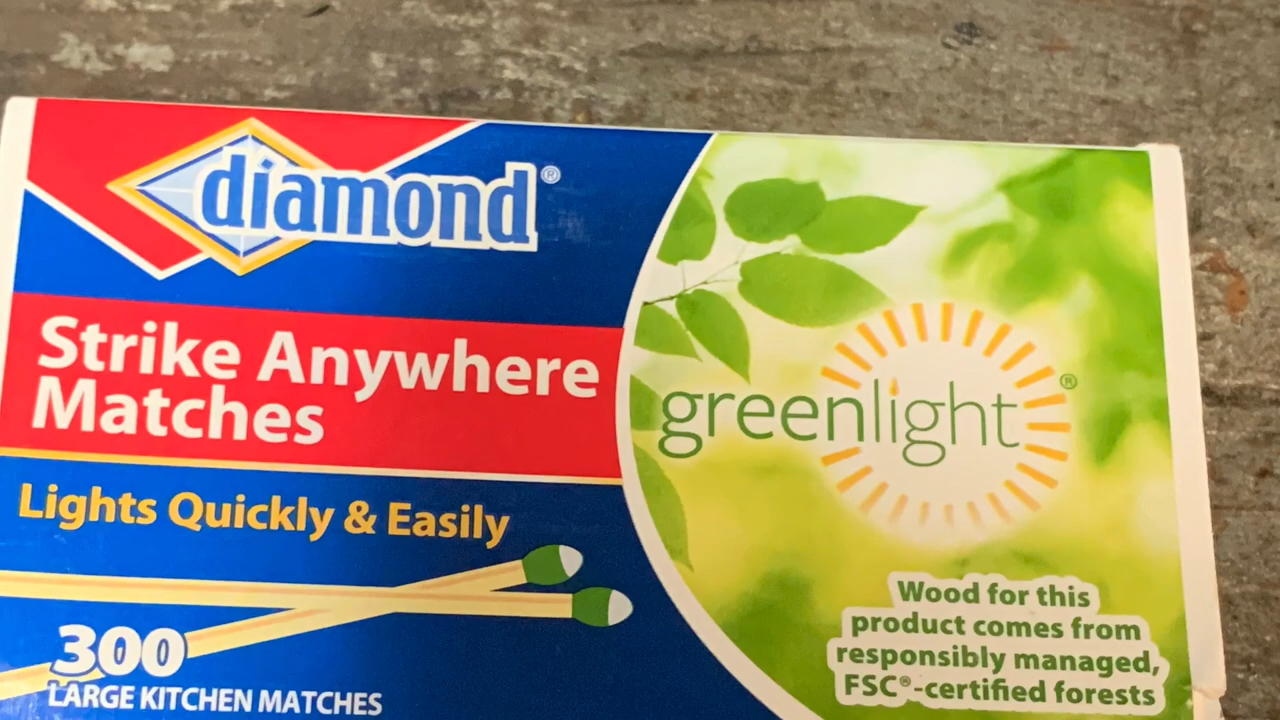 diamond®
Strike Anywhere
Matches
Lights Quickly & Easily
300
LARGE KITCHEN MATCHES
greenlight®
Wood for this
product comes from
responsibly managed,
FSC®-certified forests